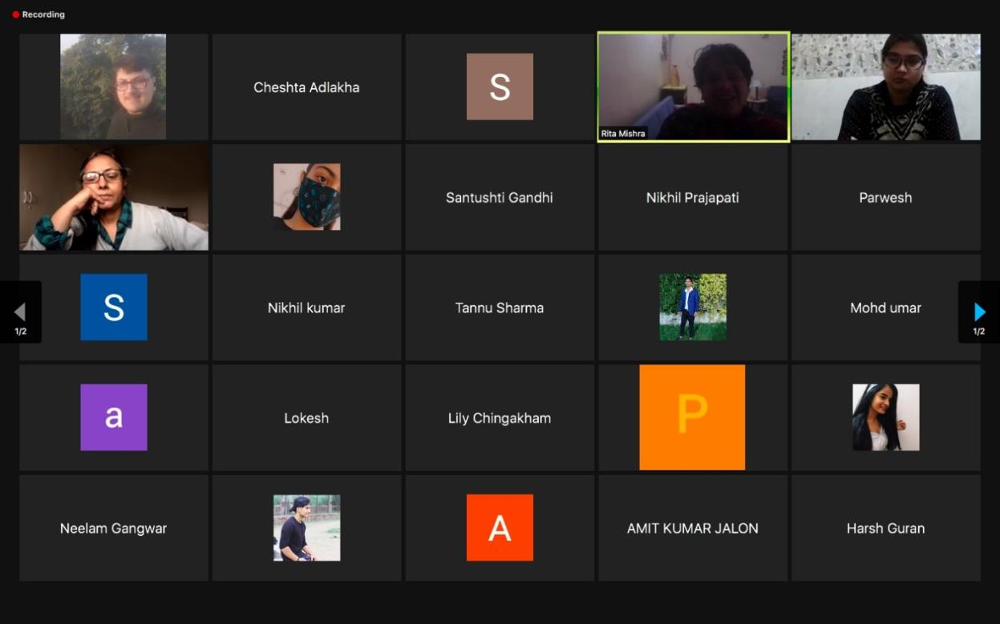 Recording
Cheshta Adlakha
S
Rita Mishra
Santushti Gandhi
Nikhil Prajapati
Parwesh
S
Nikhil kumar
Tannu Sharma
Mohd umar
1/2
1/2
a
Lokesh
Lily Chingakham
P
Neelam Gangwar
A
AMIT KUMAR JALON
Harsh Guran